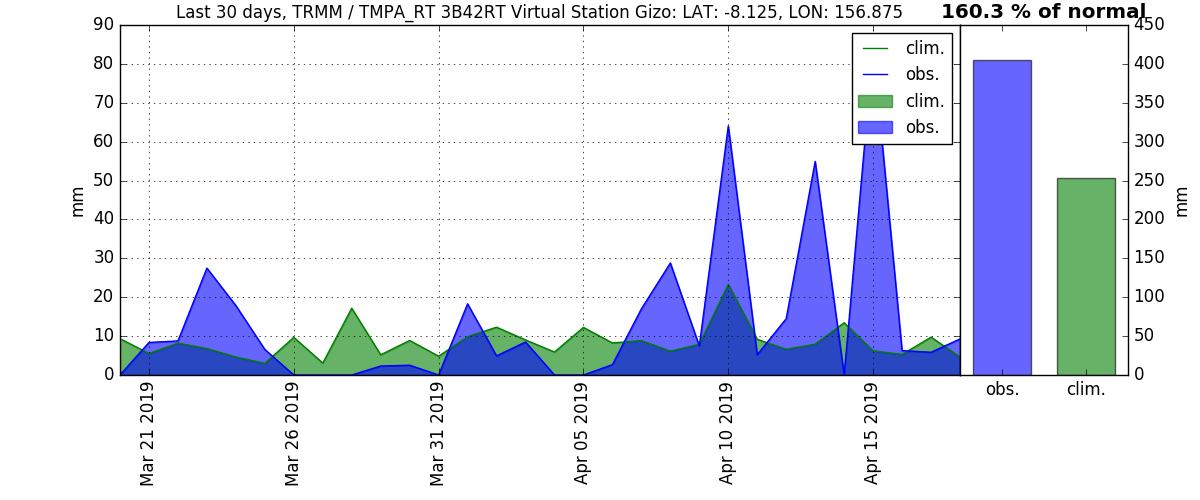 Last 30 days, TRMM / TMPA_RT 3B42RT Virtual Station Gizo: LAT: -8.125, LON: 156.875
160.3 % of normal
90
80
70
60
50
40
30
20
10
0
mm
clim.
obs.
clim.
obs.
Mar 21 2019
Mar 26 2019
Mar 31 2019
Apr 05 2019
Apr 10 2019
Apr 15 2019
450
400
350
300
250
200
150
100
50
0
mm
obs.
clim.